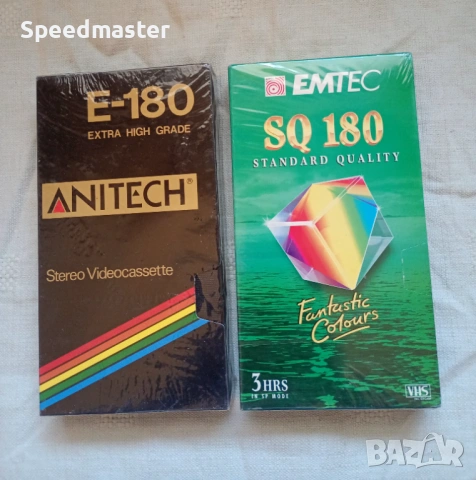 Speedmaster
E-180
EXTRA HIGH GRADE
ANITECH®
Stereo Videocassette
EMTEC
SQ 180
STANDARD QUALITY
Fantastic
Colours
3 HRS
IN LP MODE
VHS
BAZAR